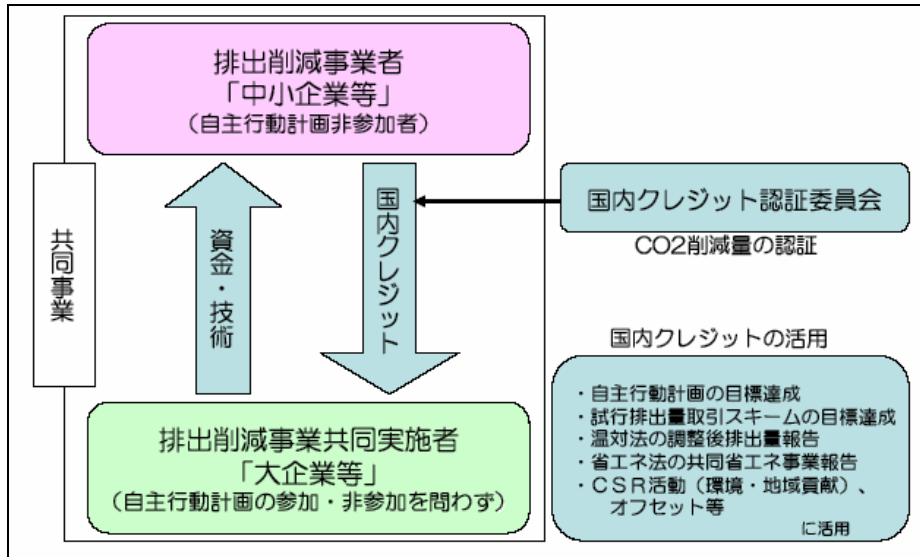 排出削減事業者
「中小企業等」
（自主行動計画非参加者）
共同事業
資金・技術
国内クレジット
国内クレジット認証委員会
CO2削減量の認証
排出削減事業共同実施者
「大企業等」
（自主行動計画の参加・非参加を問わず）
国内クレジットの活用
・自主行動計画の目標達成
・試行排出量取引スキームの目標達成
・温対法の調整後排出量報告
・省エネ法の共同省エネ事業報告
・ＣＳＲ活動（環境・地域貢献）、
オフセット等
に活用